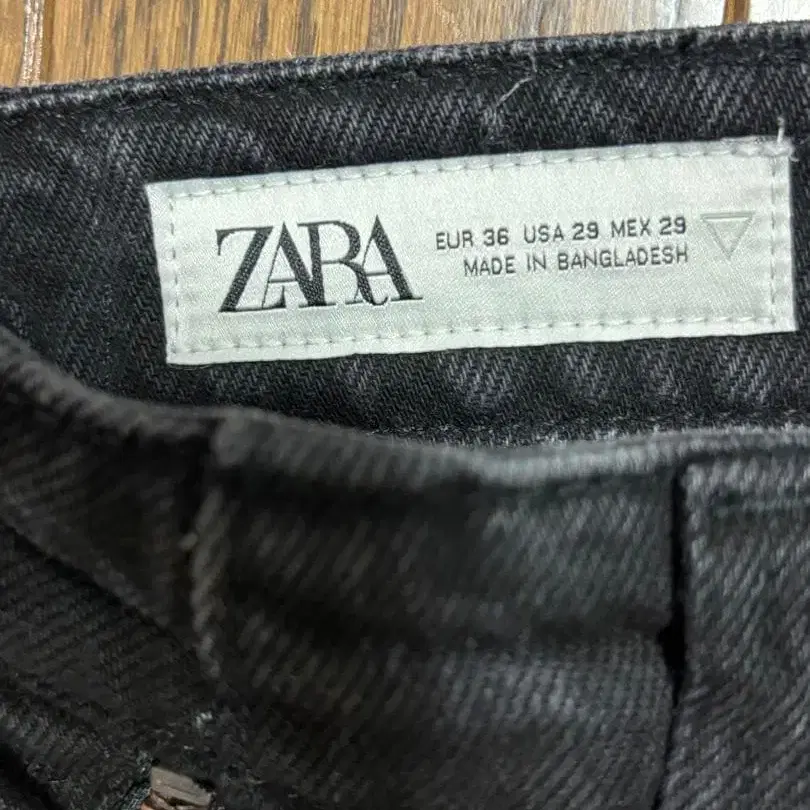 ZARA
EUR 36 USA 29 MEX 29
MADE IN BANGLADESH